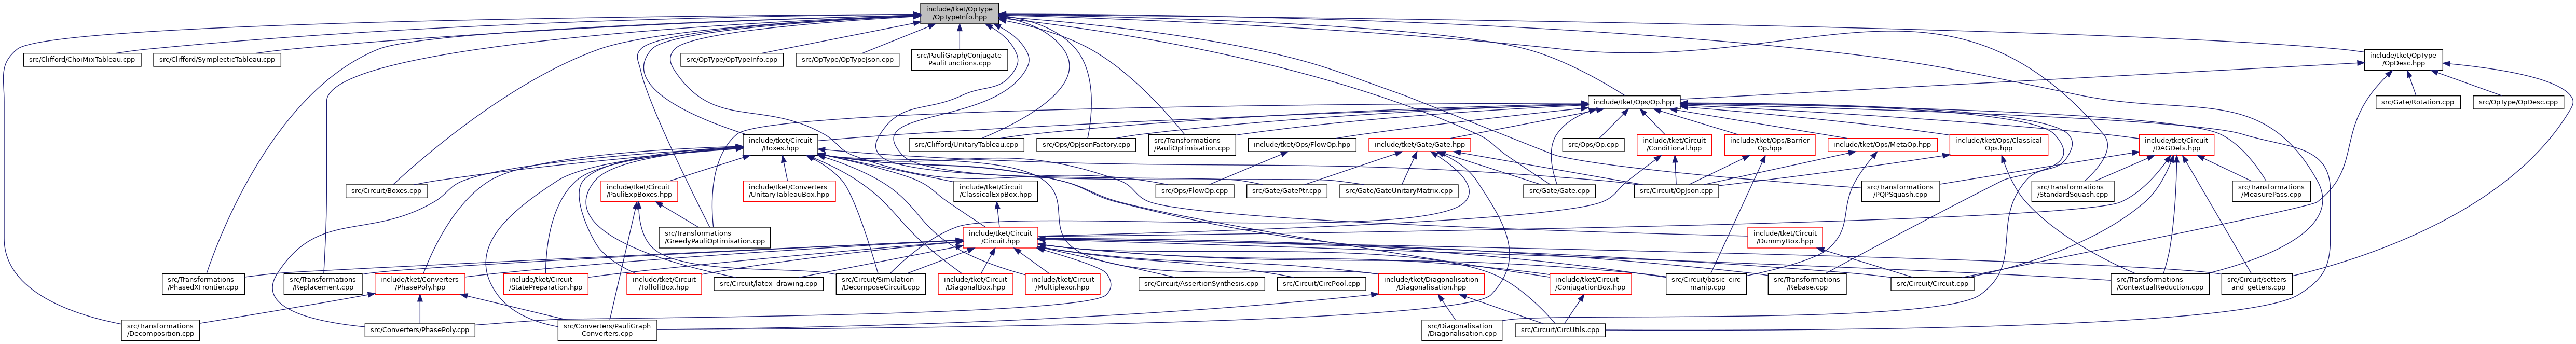 include/tket/OpType
/OpTypeInfo.hpp
src/Clifford/ChoiMixTableau.cpp
src/Clifford/SymplecticTableau.cpp
src/OpType/OpTypeInfo.cpp
src/OpType/OpTypeJson.cpp
src/PauliGraph/Conjugate
PauliFunctions.cpp
include/tket/OpType
/OpDesc.hpp
include/tket/Ops/Op.hpp
src/Gate/Rotation.cpp
src/OpType/OpDesc.cpp
include/tket/Circuit
/Boxes.hpp
src/Clifford/UnitaryTableau.cpp
src/Ops/OpJsonFactory.cpp
src/Transformations
/PauliOptimisation.cpp
include/tket/Ops/FlowOp.hpp
include/tket/Gate/Gate.hpp
src/Ops/Op.cpp
include/tket/Circuit
/Conditional.hpp
include/tket/Ops/Barrier
Op.hpp
include/tket/Ops/MetaOp.hpp
include/tket/Ops/Classical
Ops.hpp
include/tket/Circuit
/DAGDefs.hpp
src/Circuit/Boxes.cpp
include/tket/Circuit
/PauliExpBoxes.hpp
include/tket/Converters
/UnitaryTableauBox.hpp
include/tket/Circuit
/ClassicalExpBox.hpp
src/Ops/FlowOp.cpp
src/Gate/GatePtr.cpp
src/Gate/GateUnitaryMatrix.cpp
src/Gate/Gate.cpp
src/Circuit/OpJson.cpp
src/Transformations
/PQPSquash.cpp
src/Transformations
/StandardSquash.cpp
src/Transformations
/MeasurePass.cpp
src/Transformations
/GreedyPauliOptimisation.cpp
include/tket/Circuit
/Circuit.hpp
include/tket/Circuit
/DummyBox.hpp
src/Transformations
/PhasedXFrontier.cpp
src/Transformations
/Replacement.cpp
include/tket/Converters
/PhasePoly.hpp
include/tket/Circuit
/StatePreparation.hpp
include/tket/Circuit
/ToffoliBox.hpp
src/Circuit/latex_drawing.cpp
src/Circuit/Simulation
/DecomposeCircuit.cpp
include/tket/Circuit
/DiagonalBox.hpp
include/tket/Circuit
/Multiplexor.hpp
src/Circuit/AssertionSynthesis.cpp
src/Circuit/CircPool.cpp
include/tket/Diagonalisation
/Diagonalisation.hpp
include/tket/Circuit
/ConjugationBox.hpp
src/Circuit/basic_circ
_manip.cpp
src/Transformations
/Rebase.cpp
src/Circuit/Circuit.cpp
src/Transformations
/ContextualReduction.cpp
src/Circuit/setters
_and_getters.cpp
src/Transformations
/Decomposition.cpp
src/Converters/PhasePoly.cpp
src/Converters/PauliGraph
Converters.cpp
src/Diagonalisation
/Diagonalisation.cpp
src/Circuit/CircUtils.cpp